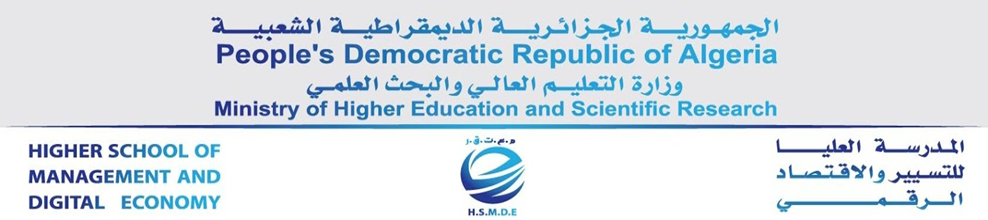 الجمهورية الجزائرية الديمقراطية الشعبية
People's Democratic Republic of Algeria
وزارة التعليم العالي والبحث العلمي
Ministry of Higher Education and Scientific Research
HIGHER SCHOOL OF
MANAGEMENT AND
DIGITAL ECONOMY
م.ع.ت.ق.ر
H.S.M.D.E
المدرسة العليا
للتسيير والاقتصاد
الرقمي